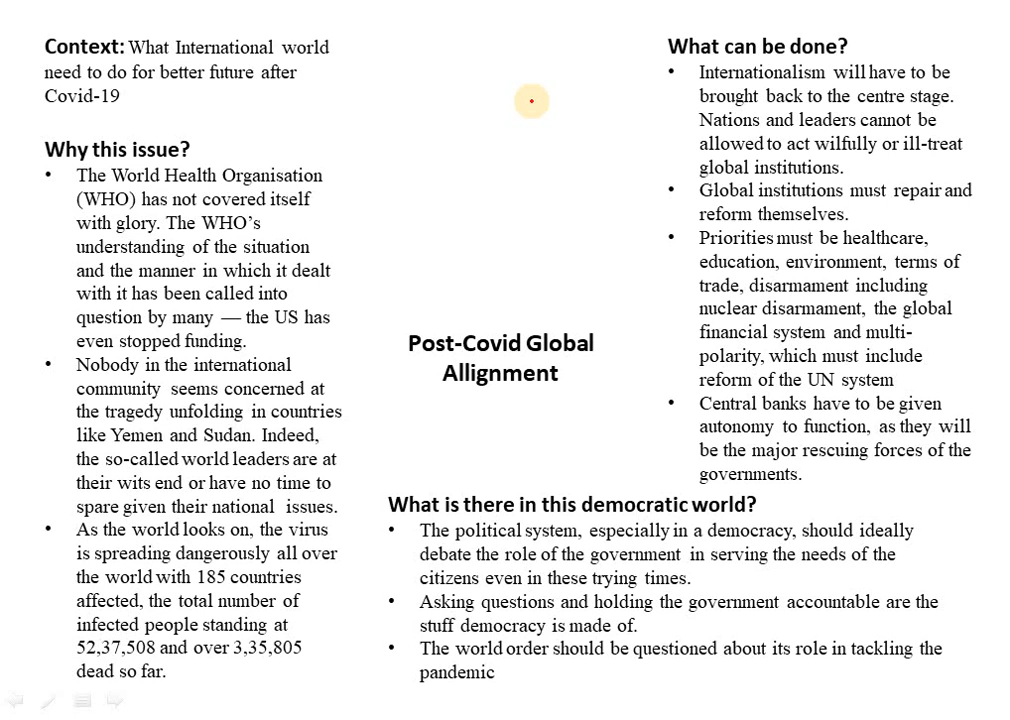 Context: What International world
need to do for better future after
Covid-19
Why this issue?
• The World Health Organisation
(WHO) has not covered itself
with glory. The WHO's
understanding of the situation
and the manner in which it dealt
with it has been called into
question by many — the US has
even stopped funding.
• Nobody in the international
community seems concerned at
the tragedy unfolding in countries
like Yemen and Sudan. Indeed,
the so-called world leaders are at
their wits end or have no time to
spare given their national issues.
• As the world looks on, the virus
is spreading dangerously all over
the world with 185 countries
affected, the total number of
infected people standing at
52,37,508 and over 3,35,805
dead so far.
Post-Covid Global
Allignment
What can be done?
• Internationalism will have to be
brought back to the centre stage.
Nations and leaders cannot be
allowed to act wilfully or ill-treat
global institutions.
• Global institutions must repair and
reform themselves.
• Priorities must be healthcare,
education, environment, terms of
trade, disarmament including
nuclear disarmament, the global
financial system and multi-
polarity, which must include
reform of the UN system
• Central banks have to be given
autonomy to function, as they will
be the major rescuing forces of the
governments.
What is there in this democratic world?
• The political system, especially in a democracy, should ideally
debate the role of the government in serving the needs of the
citizens even in these trying times.
• Asking questions and holding the government accountable are the
stuff democracy is made of.
• The world order should be questioned about its role in tackling the
pandemic